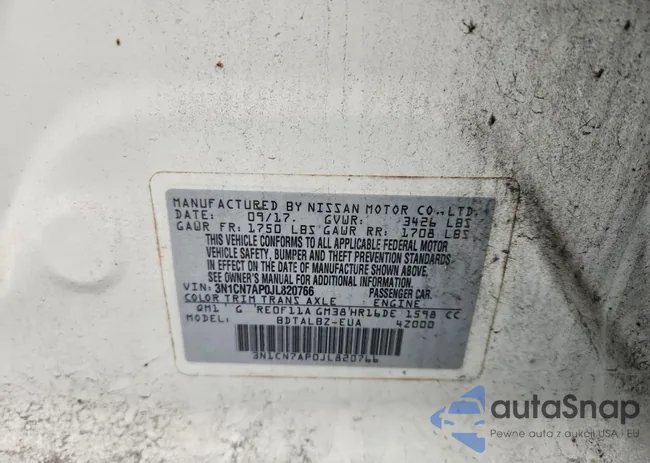 MANUFACTURED BY NISSAN MOTOR CO.,LTD.
DATE: 09/17. GVWR: 3426 LBS
GAWR FR: 1750 LBS GAWR RR: 1708 LBS
THIS VEHICLE CONFORMS TO ALL APPLICABLE FEDERAL MOTOR
VEHICLE SAFETY, BUMPER AND THEFT PREVENTION STANDARDS
IN EFFECT ON THE DATE OF MANUFACTURE SHOWN ABOVE.
SEE OWNER'S MANUAL FOR ADDITIONAL INFORMATION.
VIN: 3N1CN7AP0JL820766 PASSENGER CAR.
COLOR TRIM TRANS AXLE ENGINE
QM1 G RE0F11A GM38 HR16DE 1598 CC
MODEL: BDTALBZ-EUA 4Z000
3N1CN7AP0JL820766
autaSnap
Pewne auto z aukcji USA i EU